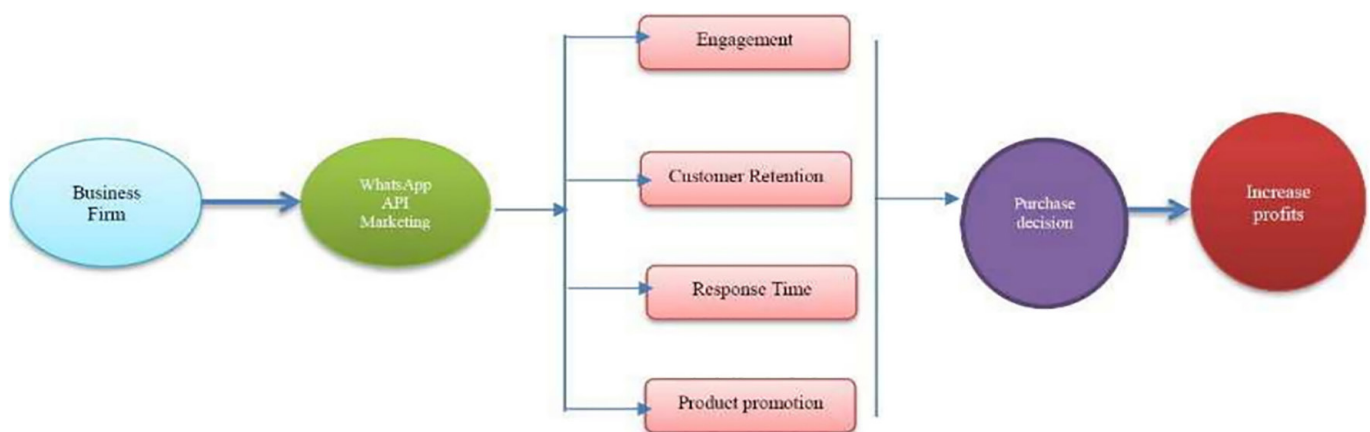 Business
Firm
WhatsApp
API
Marketing
Engagement
Customer Retention
Response Time
Product promotion
Purchase
decision
Increase
profits